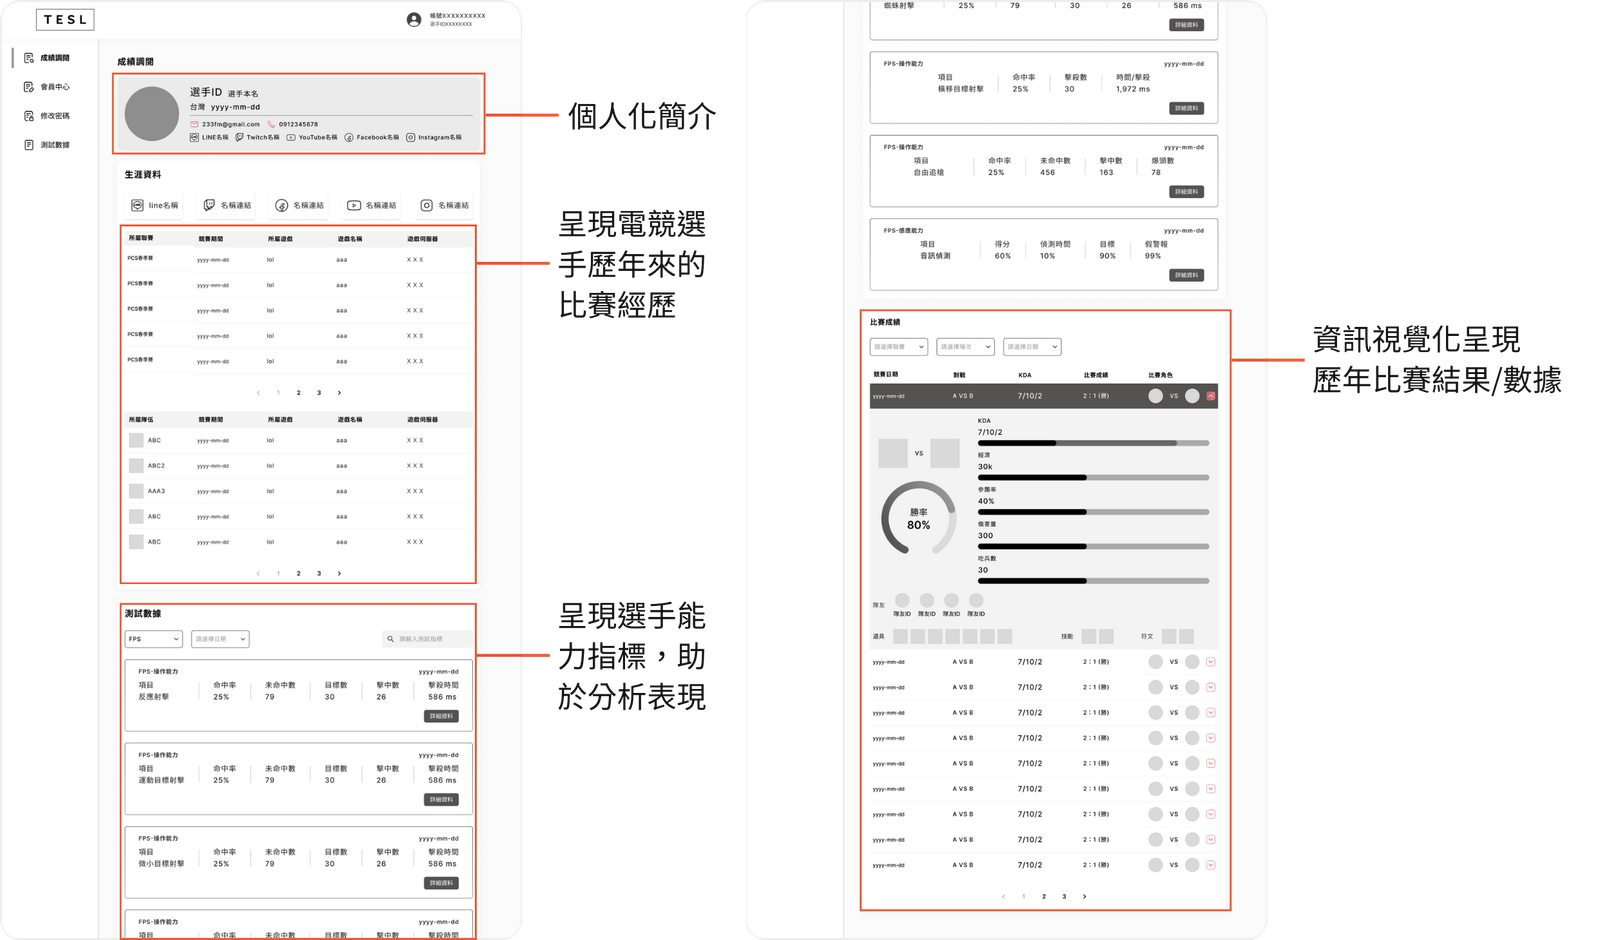 TESL
帳號XXXXXXXXXX
選手IDXXXXXXXX
成績調閱
會員中心
修改密碼
測試數據
成績調閱
選手ID 選手本名
台灣 yyyy-mm-dd
233fm@gmail.com 0912345678
LINE名稱 Twitch名稱 YouTube名稱 Facebook名稱 Instagram名稱
個人化簡介
生涯資料
line名稱 名稱連結 名稱連結 名稱連結 名稱連結
所屬聯賽 競賽期間 所屬遊戲 遊戲名稱 遊戲伺服器
PCS春季賽 yyyy-mm-dd lol aaa X X X
PCS春季賽 yyyy-mm-dd lol aaa X X X
PCS春季賽 yyyy-mm-dd lol aaa X X X
PCS春季賽 yyyy-mm-dd lol aaa X X X
PCS春季賽 yyyy-mm-dd lol aaa X X X
< 1 2 3 >
呈現電競選
手歷年來的
比賽經歷
所屬隊伍 競賽期間 所屬遊戲 遊戲名稱 遊戲伺服器
ABC yyyy-mm-dd lol aaa X X X
ABC2 yyyy-mm-dd lol aaa X X X
AAA3 yyyy-mm-dd lol aaa X X X
ABC yyyy-mm-dd lol aaa X X X
ABC yyyy-mm-dd lol aaa X X X
< 1 2 3 >
測試數據
FPS 請選擇日期 請輸入測試指標
呈現選手能
力指標，助
於分析表現
FPS-操作能力 yyyy-mm-dd
項目 命中率 未命中數 目標數 擊中數 擊殺時間
反應射擊 25% 79 30 26 586 ms
詳細資料
FPS-操作能力 yyyy-mm-dd
項目 命中率 未命中數 目標數 擊中數 擊殺時間
運動目標射擊 25% 79 30 26 586 ms
詳細資料
FPS-操作能力 yyyy-mm-dd
項目 命中率 未命中數 目標數 擊中數 擊殺時間
微小目標射擊 25% 79 30 26 586 ms
詳細資料
FPS-操作能力 yyyy-mm-dd
項目 命中率 未命中數 目標數 擊中數 擊殺時間
蜘蛛射擊 25% 79 30 26 586 ms
詳細資料
FPS-操作能力 yyyy-mm-dd
項目 命中率 擊殺數 時間/擊殺
橫移目標射擊 25% 30 1,972 ms
詳細資料
FPS-操作能力 yyyy-mm-dd
項目 命中率 未命中數 擊中數 爆頭數
自由追槍 25% 456 163 78
詳細資料
FPS-感應能力 yyyy-mm-dd
項目 得分 偵測時間 目標 假警報
音訊偵測 60% 10% 90% 99%
詳細資料
比賽成績
請選擇聯賽 請選擇場次 請選擇日期
競賽日期 對戰 KDA 比賽成績 比賽角色
yyyy-mm-dd A VS B 7/10/2 2：1 (勝) VS
資訊視覺化呈現
歷年比賽結果/數據
VS
勝率
80%
KDA
7/10/2
經濟
30k
參團率
40%
傷害量
300
吃兵數
30
隊友 隊友ID 隊友ID 隊友ID 隊友ID
道具 技能 符文
yyyy-mm-dd A VS B 7/10/2 2：1 (勝) VS
yyyy-mm-dd A VS B 7/10/2 2：1 (勝) VS
yyyy-mm-dd A VS B 7/10/2 2：1 (勝) VS
yyyy-mm-dd A VS B 7/10/2 2：1 (勝) VS
yyyy-mm-dd A VS B 7/10/2 2：1 (勝) VS
yyyy-mm-dd A VS B 7/10/2 2：1 (勝) VS
yyyy-mm-dd A VS B 7/10/2 2：1 (勝) VS
yyyy-mm-dd A VS B 7/10/2 2：1 (勝) VS
yyyy-mm-dd A VS B 7/10/2 2：1 (勝) VS
< 1 2 3 >